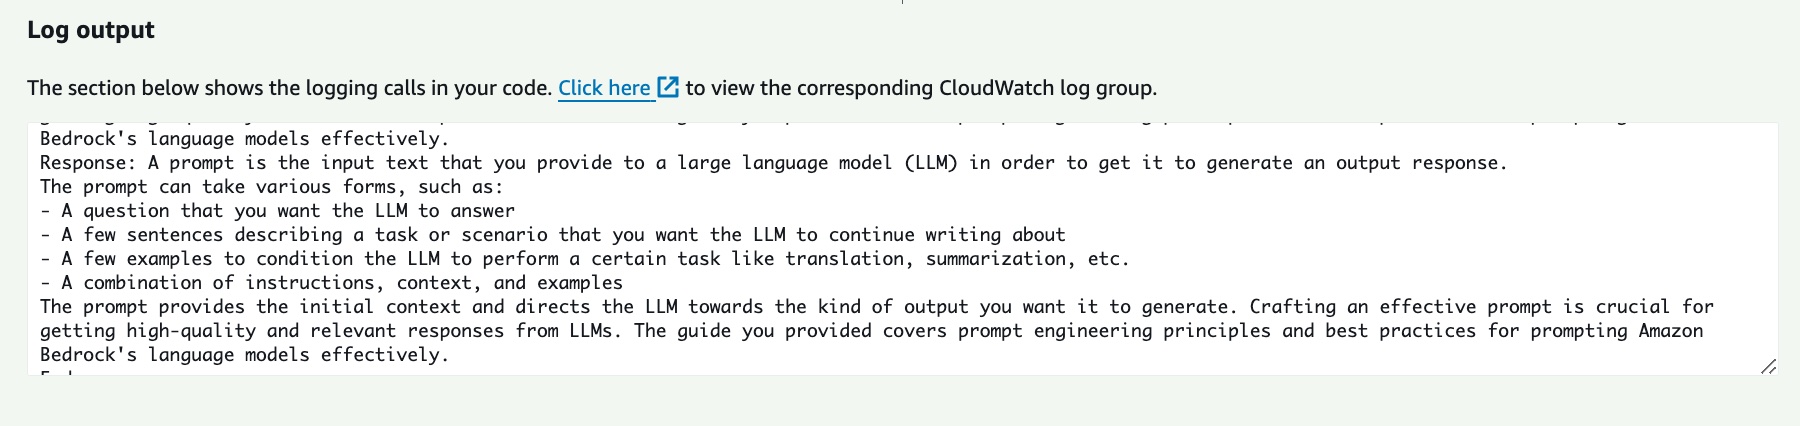 Log output
The section below shows the logging calls in your code. Click here to view the corresponding CloudWatch log group.
Bedrock's language models effectively.
Response: A prompt is the input text that you provide to a large language model (LLM) in order to get it to generate an output response.
The prompt can take various forms, such as:
- A question that you want the LLM to answer
- A few sentences describing a task or scenario that you want the LLM to continue writing about
- A few examples to condition the LLM to perform a certain task like translation, summarization, etc.
- A combination of instructions, context, and examples
The prompt provides the initial context and directs the LLM towards the kind of output you want it to generate. Crafting an effective prompt is crucial for
getting high-quality and relevant responses from LLMs. The guide you provided covers prompt engineering principles and best practices for prompting Amazon
Bedrock's language models effectively.